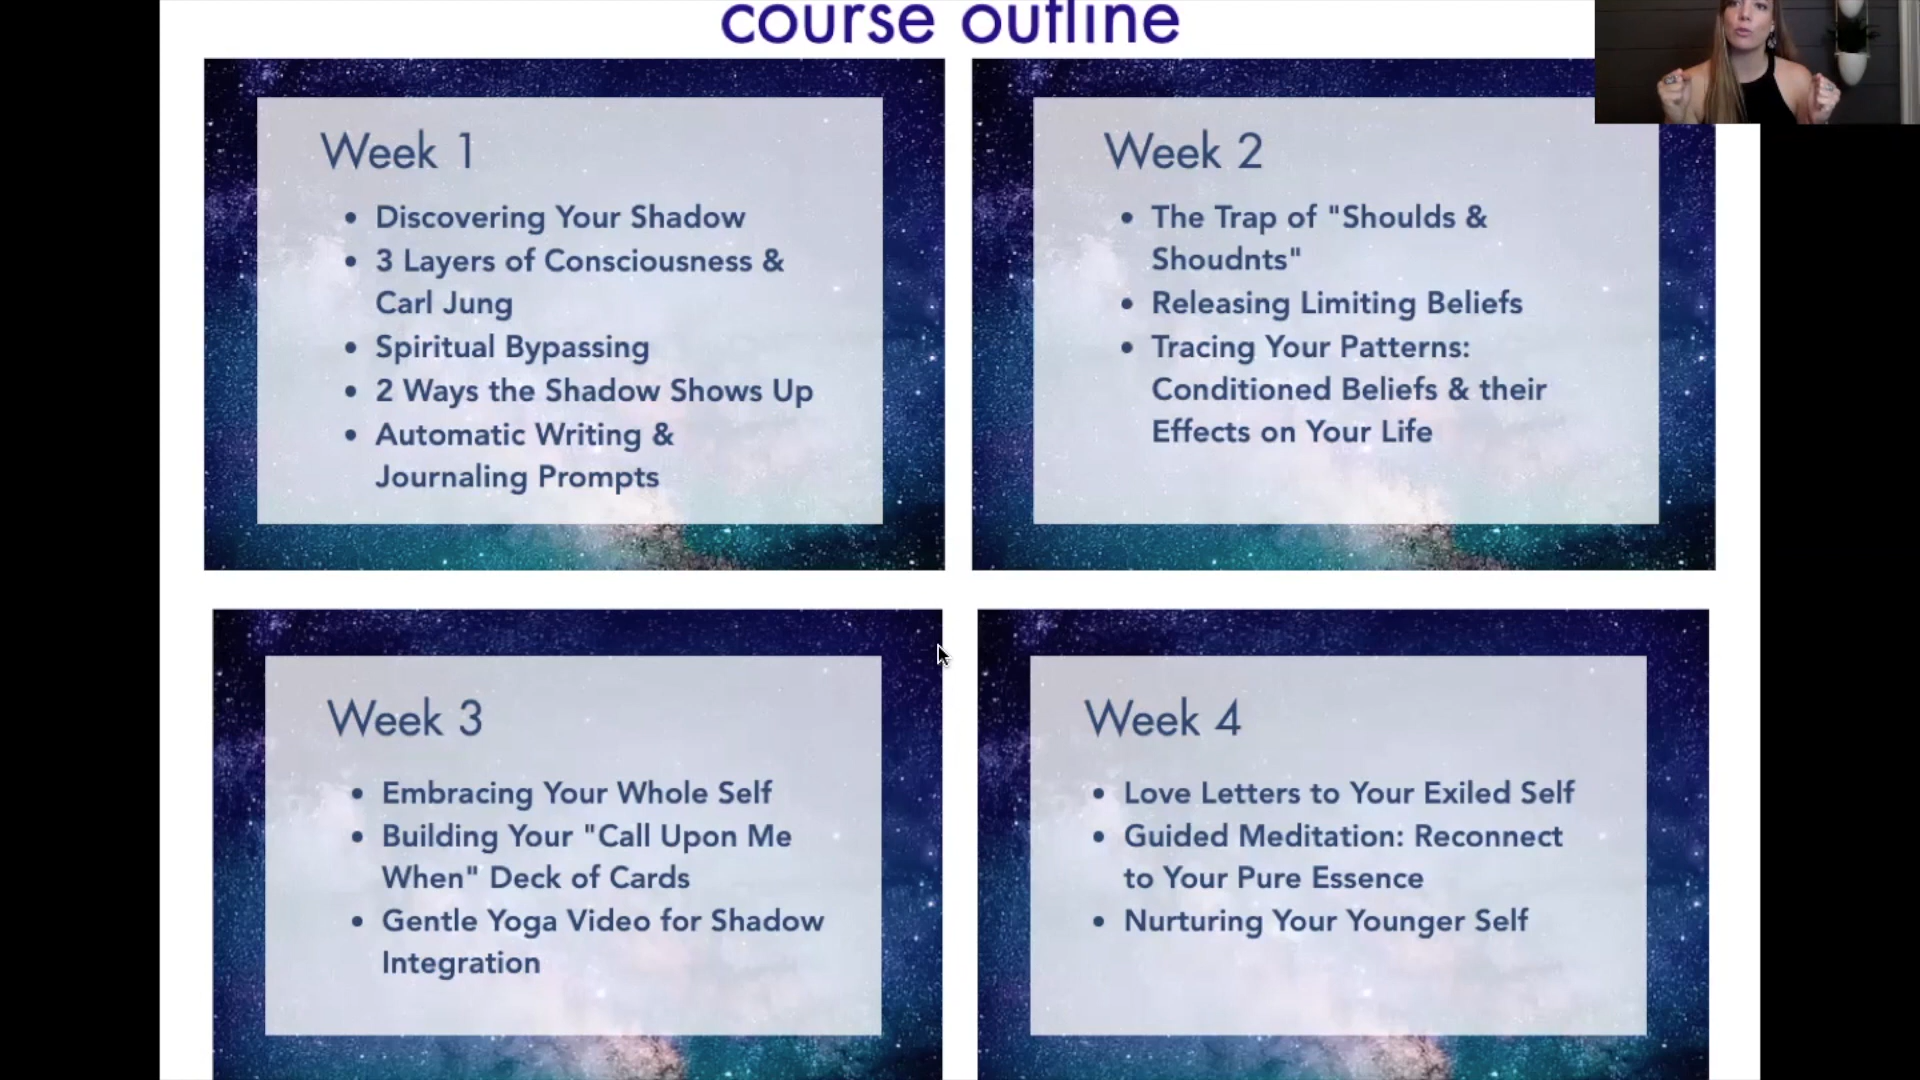 course outline
Week 1
• Discovering Your Shadow
• 3 Layers of Consciousness &
Carl Jung
• Spiritual Bypassing
• 2 Ways the Shadow Shows Up
• Automatic Writing &
Journaling Prompts
Week 2
• The Trap of "Shoulds &
Shoudnts"
• Releasing Limiting Beliefs
• Tracing Your Patterns:
Conditioned Beliefs & their
Effects on Your Life
Week 3
• Embracing Your Whole Self
• Building Your "Call Upon Me
When" Deck of Cards
• Gentle Yoga Video for Shadow
Integration
Week 4
• Love Letters to Your Exiled Self
• Guided Meditation: Reconnect
to Your Pure Essence
• Nurturing Your Younger Self